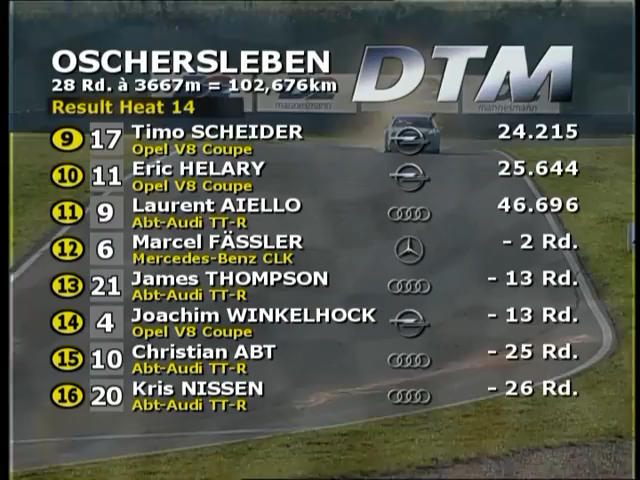 OSCHERSLEBEN
DTM
28 Rd. à 3667m = 102,676km
Result Heat 14
mannesmann mannesmann
9 17 Timo SCHEIDER 24.215
Opel V8 Coupe
10 11 Eric HELARY 25.644
Opel V8 Coupe
11 9 Laurent AIELLO 46.696
Abt-Audi TT-R
12 6 Marcel FÄSSLER - 2 Rd.
Mercedes-Benz CLK
13 21 James THOMPSON - 13 Rd.
Abt-Audi TT-R
14 4 Joachim WINKELHOCK - 13 Rd.
Opel V8 Coupe
15 10 Christian ABT - 25 Rd.
Abt-Audi TT-R
16 20 Kris NISSEN - 26 Rd.
Abt-Audi TT-R